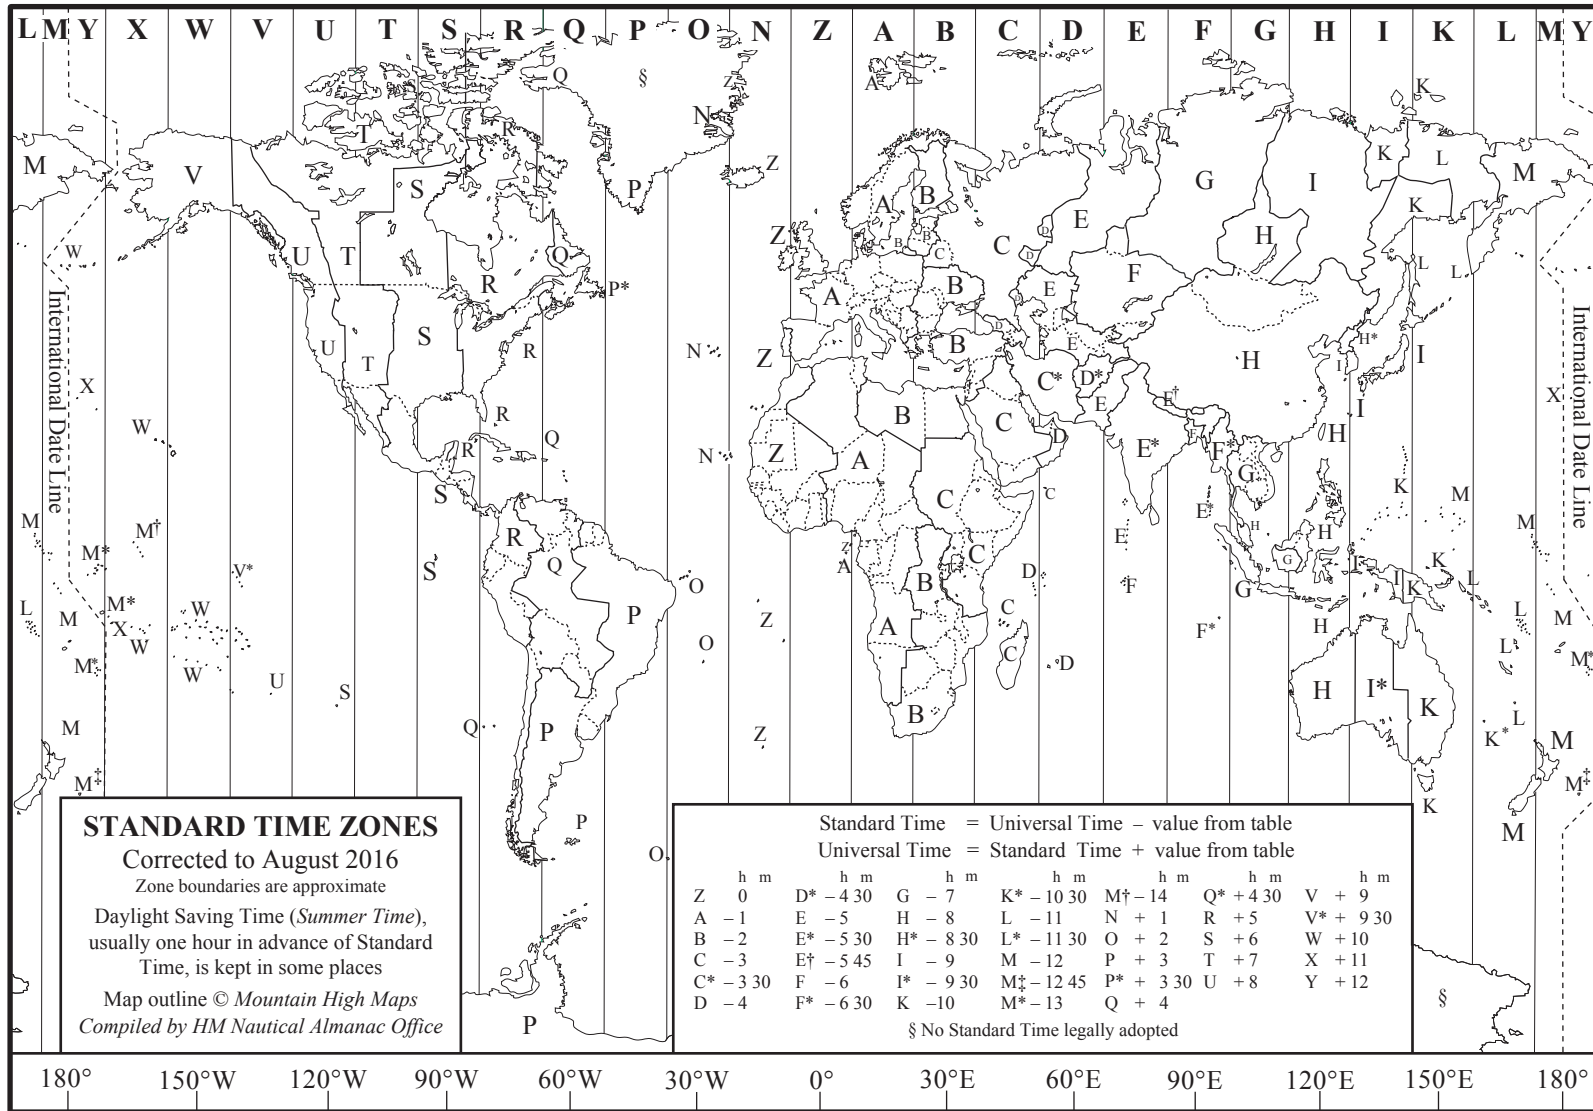 L M Y X W V U T S R Q P O N Z A B C D E F G H I K L M Y
International Date Line
International Date Line
M V T S R Q § Z N P Z A
M W U T S R Q P* Z A B C D E F G H I K L M
X W U T S R Q N Z A B C C* D* E E* E† F F* G H H* I K L X
M M† M* V* W X Q R S P O Z A B C D E F G H I K L M
M M* M‡ W U S Q P O Z A B C D F* H I* K K* L M M* M‡
STANDARD TIME ZONES
Corrected to August 2016
Zone boundaries are approximate
Daylight Saving Time (Summer Time),
usually one hour in advance of Standard
Time, is kept in some places
Map outline © Mountain High Maps
Compiled by HM Nautical Almanac Office
P
Standard Time = Universal Time – value from table
Universal Time = Standard Time + value from table
h m h m h m h m h m h m h m
Z 0 D* – 4 30 G – 7 K* – 10 30 M† – 14 Q* + 4 30 V + 9
A – 1 E – 5 H – 8 L – 11 N + 1 R + 5 V* + 9 30
B – 2 E* – 5 30 H* – 8 30 L* – 11 30 O + 2 S + 6 W + 10
C – 3 E† – 5 45 I – 9 M – 12 P + 3 T + 7 X + 11
C* – 3 30 F – 6 I* – 9 30 M‡ – 12 45 P* + 3 30 U + 8 Y + 12
D – 4 F* – 6 30 K – 10 M* – 13 Q + 4
§ No Standard Time legally adopted
§
180° 150°W 120°W 90°W 60°W 30°W 0° 30°E 60°E 90°E 120°E 150°E 180°